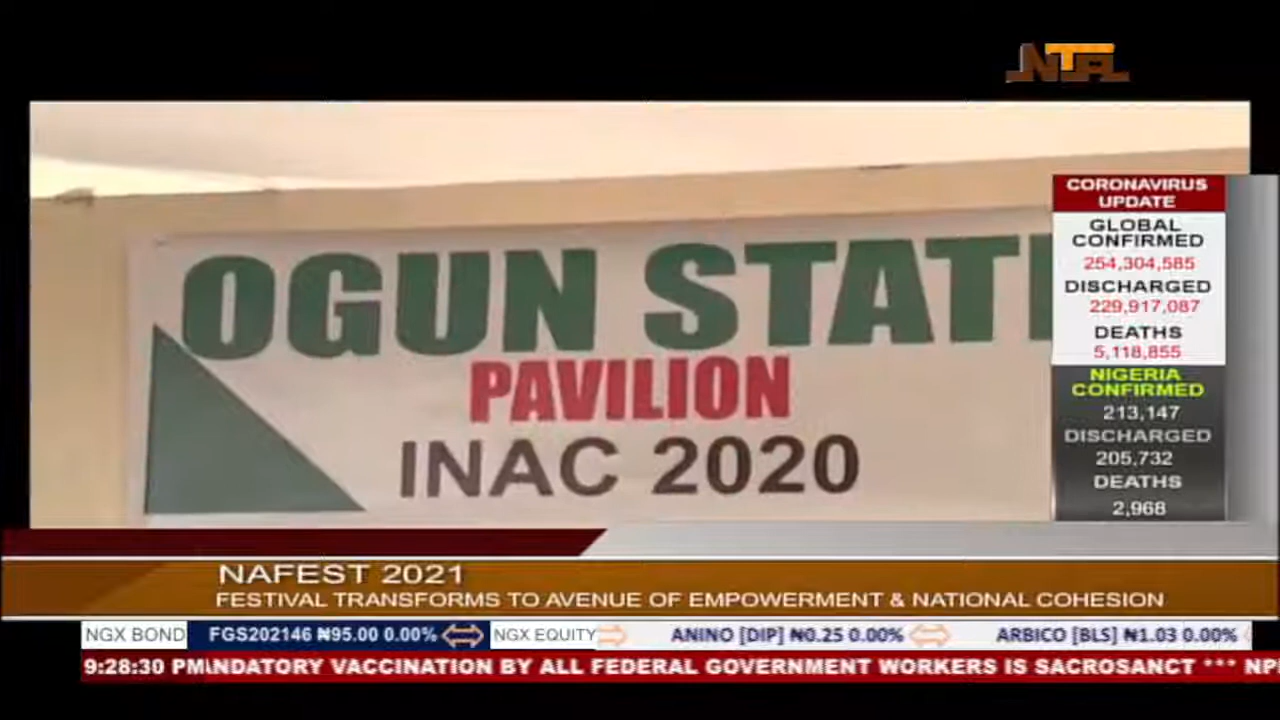 NTA
OGUN STAT
PAVILION
INAC 2020
CORONAVIRUS
UPDATE
GLOBAL
CONFIRMED
254,304,585
DISCHARGED
229,917,087
DEATHS
5,118,855
NIGERIA
CONFIRMED
213,147
DISCHARGED
205,732
DEATHS
2,968
NAFEST 2021
FESTIVAL TRANSFORMS TO AVENUE OF EMPOWERMENT & NATIONAL COHESION
NGX BOND FGS202146 ₦95.00 0.00% NGX EQUITY ANINO [DIP] ₦0.25 0.00% ARBICO [BLS] ₦1.03 0.00%
9:28:30 PM ANDATORY VACCINATION BY ALL FEDERAL GOVERNMENT WORKERS IS SACROSANCT *** NP